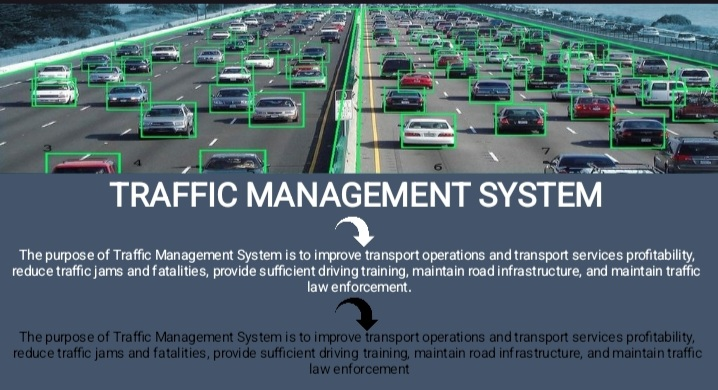 3
4
6
7
TRAFFIC MANAGEMENT SYSTEM
The purpose of Traffic Management System is to improve transport operations and transport services profitability,
reduce traffic jams and fatalities, provide sufficient driving training, maintain road infrastructure, and maintain traffic
law enforcement.
The purpose of Traffic Management System is to improve transport operations and transport services profitability,
reduce traffic jams and fatalities, provide sufficient driving training, maintain road infrastructure, and maintain traffic
law enforcement